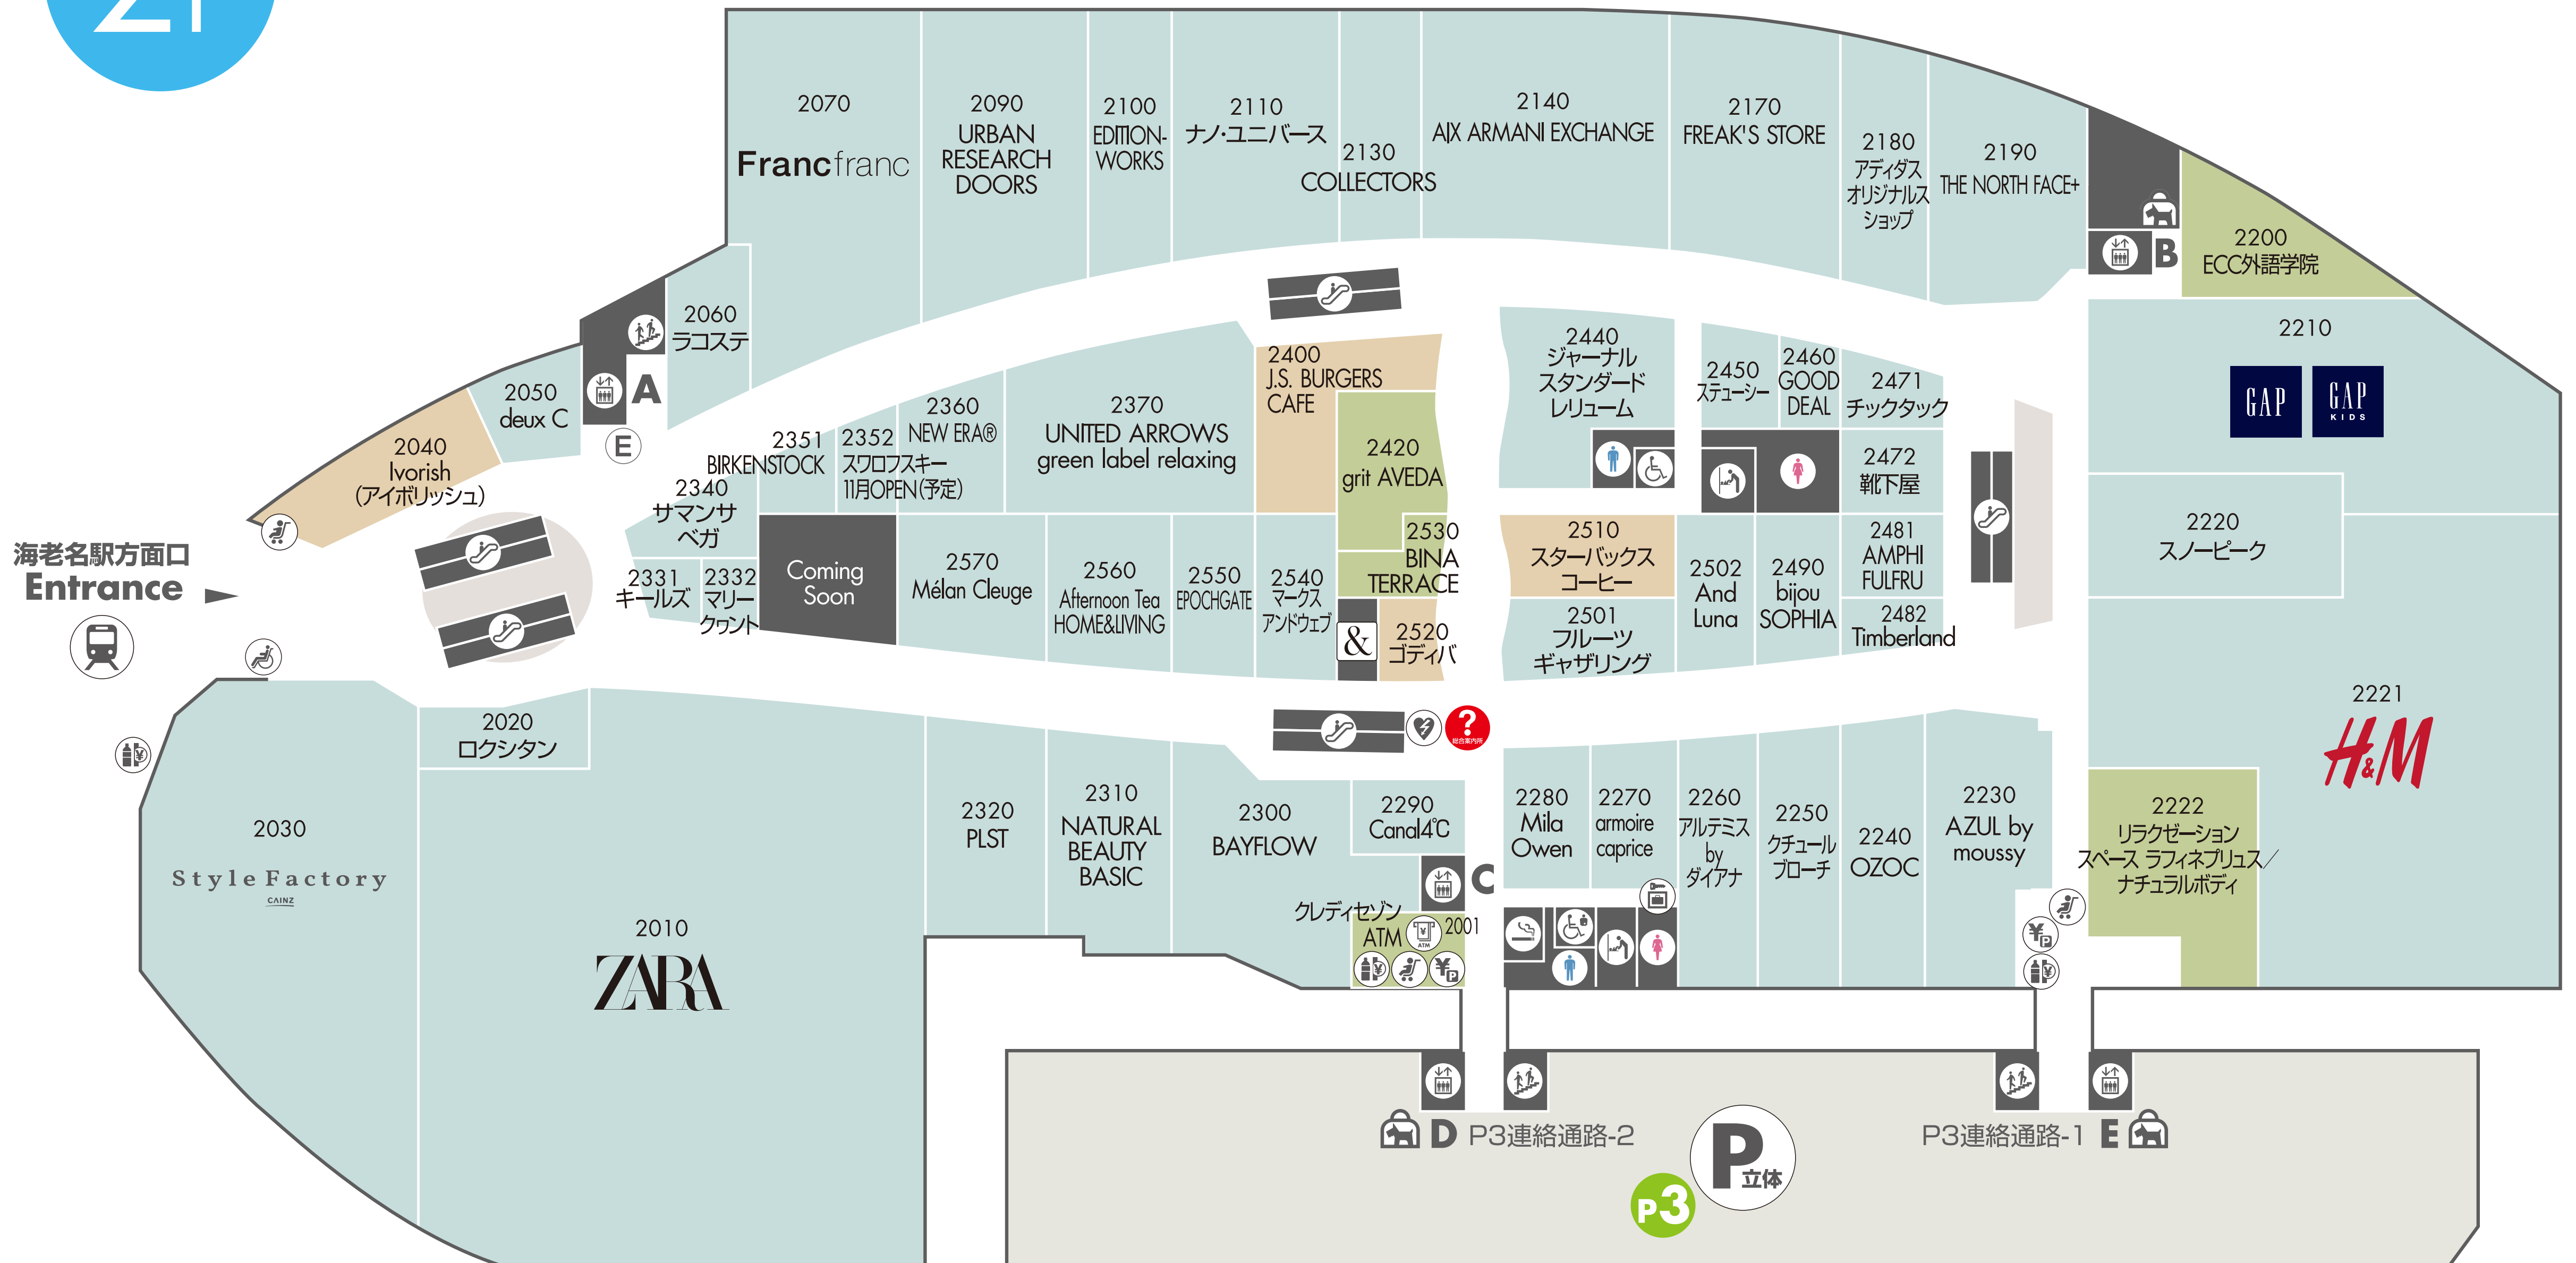 2070
Francfranc
2090
URBAN
RESEARCH
DOORS
2100
EDITION-
WORKS
2110
ナノ・ユニバース
2130
COLLECTORS
2140
A|X ARMANI EXCHANGE
2170
FREAK'S STORE
2180
アディダス
オリジナルス
ショップ
2190
THE NORTH FACE+
B
2200
ECC外語学院
2210
GAP
GAP
KIDS
2060
ラコステ
A
E
2050
deux C
2040
Ivorish
(アイボリッシュ)
海老名駅方面口
Entrance
2351
BIRKENSTOCK
2352
スワロフスキー
11月OPEN(予定)
2360
NEW ERA®
2370
UNITED ARROWS
green label relaxing
2400
J.S. BURGERS
CAFE
2420
grit AVEDA
2440
ジャーナル
スタンダード
レリューム
2450
ステューシー
2460
GOOD
DEAL
2471
チックタック
2472
靴下屋
2220
スノーピーク
2340
サマンサ
ベガ
2331
キールズ
2332
マリー
クヮント
Coming
Soon
2570
Mélan Cleuge
2560
Afternoon Tea
HOME&LIVING
2550
EPOCHGATE
2540
マークス
アンドウェブ
2530
BINA
TERRACE
&
2520
ゴディバ
2510
スターバックス
コーヒー
2501
フルーツ
ギャザリング
2502
And
Luna
2490
bijou
SOPHIA
2481
AMPHI
FULFRU
2482
Timberland
2221
H&M
?
総合案内所
2020
ロクシタン
2030
Style Factory
CAINZ
2010
ZARA
2320
PLST
2310
NATURAL
BEAUTY
BASIC
2300
BAYFLOW
2290
Canal4℃
C
クレディセゾン
ATM
ATM
2001
2280
Mila
Owen
2270
armoire
caprice
2260
アルテミス
by
ダイアナ
2250
クチュール
ブローチ
2240
OZOC
2230
AZUL by
moussy
2222
リラクゼーション
スペース ラフィネプリュス/
ナチュラルボディ
D P3連絡通路-2
P3連絡通路-1 E
P
立体
P3